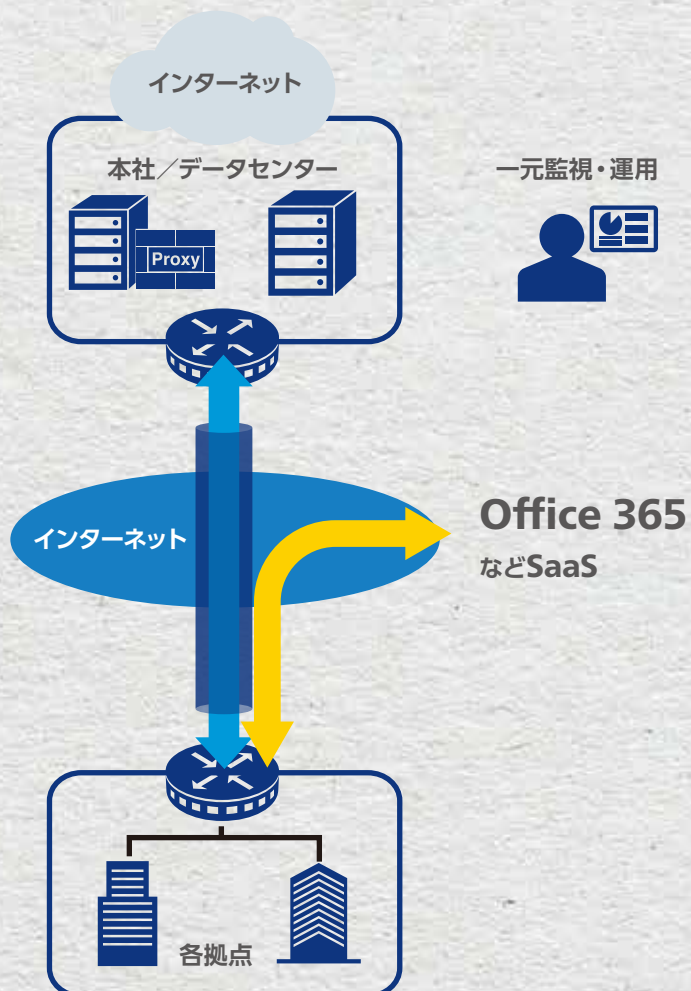 インターネット
本社／データセンター
一元監視・運用
Proxy
インターネット
Office 365
などSaaS
各拠点